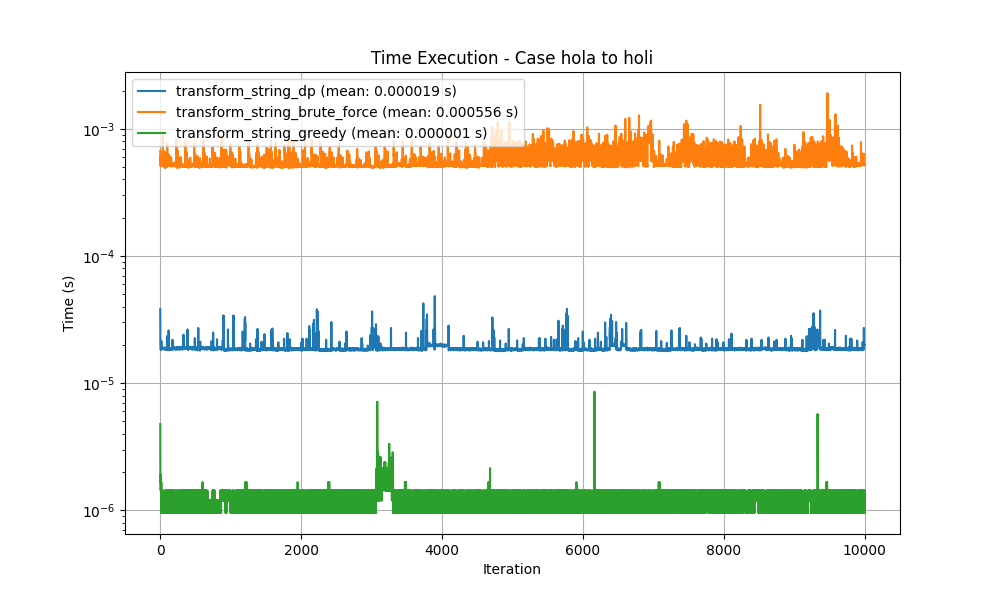 Time Execution - Case hola to holi
transform_string_dp (mean: 0.000019 s)
transform_string_brute_force (mean: 0.000556 s)
transform_string_greedy (mean: 0.000001 s)
10⁻³
10⁻⁴
10⁻⁵
10⁻⁶
Time (s)
0 2000 4000 6000 8000 10000
Iteration